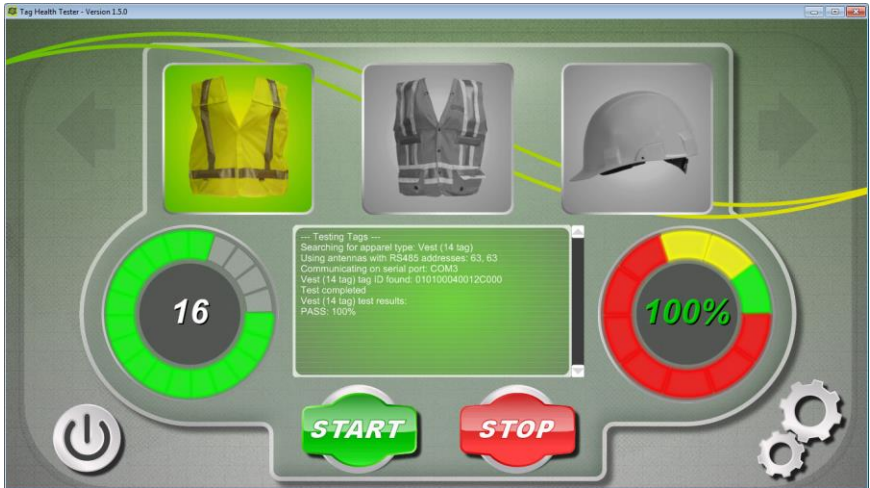 Tag Health Tester - Version 1.5.0
--- Testing Tags ---
Searching for apparel type: Vest (14 tag)
Using antennas with RS485 addresses: 63, 63
Communicating on serial port: COM3
Vest (14 tag) tag ID found: 010100040012C000
Test completed
Vest (14 tag) test results:
PASS: 100%
16
100%
START
STOP